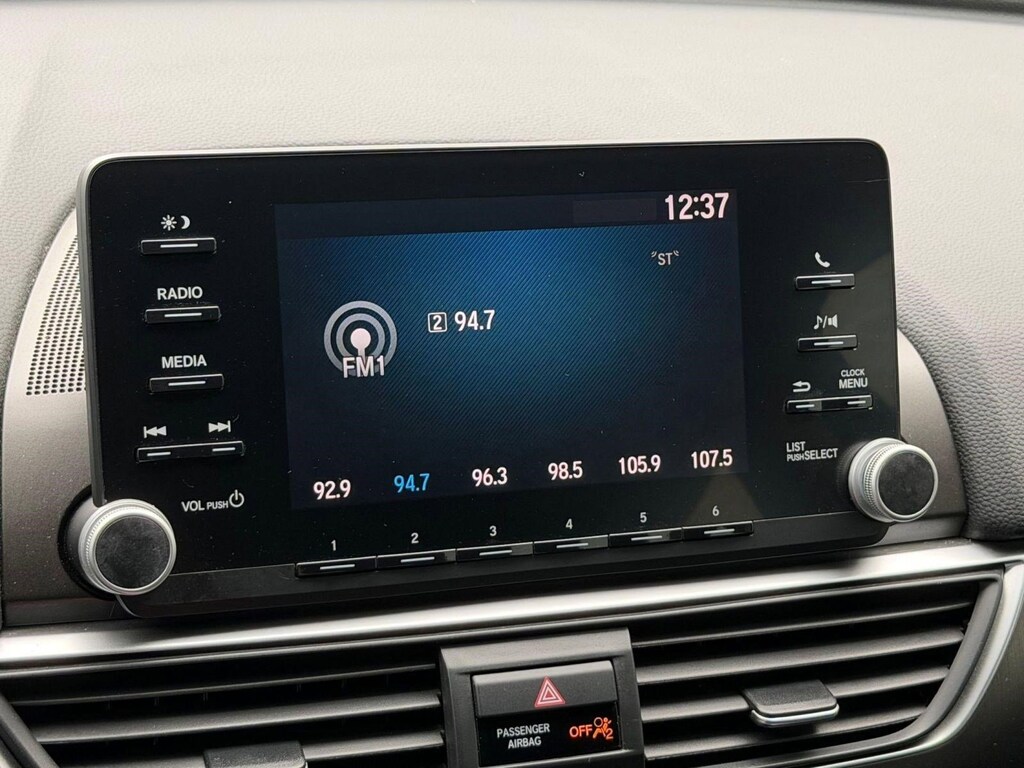 12:37
RADIO
"ST"
MEDIA
2 94.7
FM1
♪/
CLOCK
MENU
LIST
PUSH SELECT
VOL PUSH
92.9 94.7 96.3 98.5 105.9 107.5
1 2 3 4 5 6
PASSENGER
AIRBAG
OFF 2